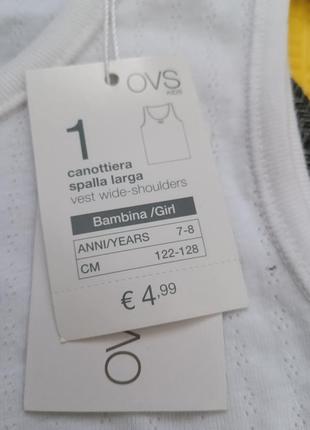 OVS
KIDS
1
canottiera
spalla larga
vest wide-shoulders
Bambina /Girl
ANNI/YEARS 7-8
CM 122-128
€ 4,99
OVS